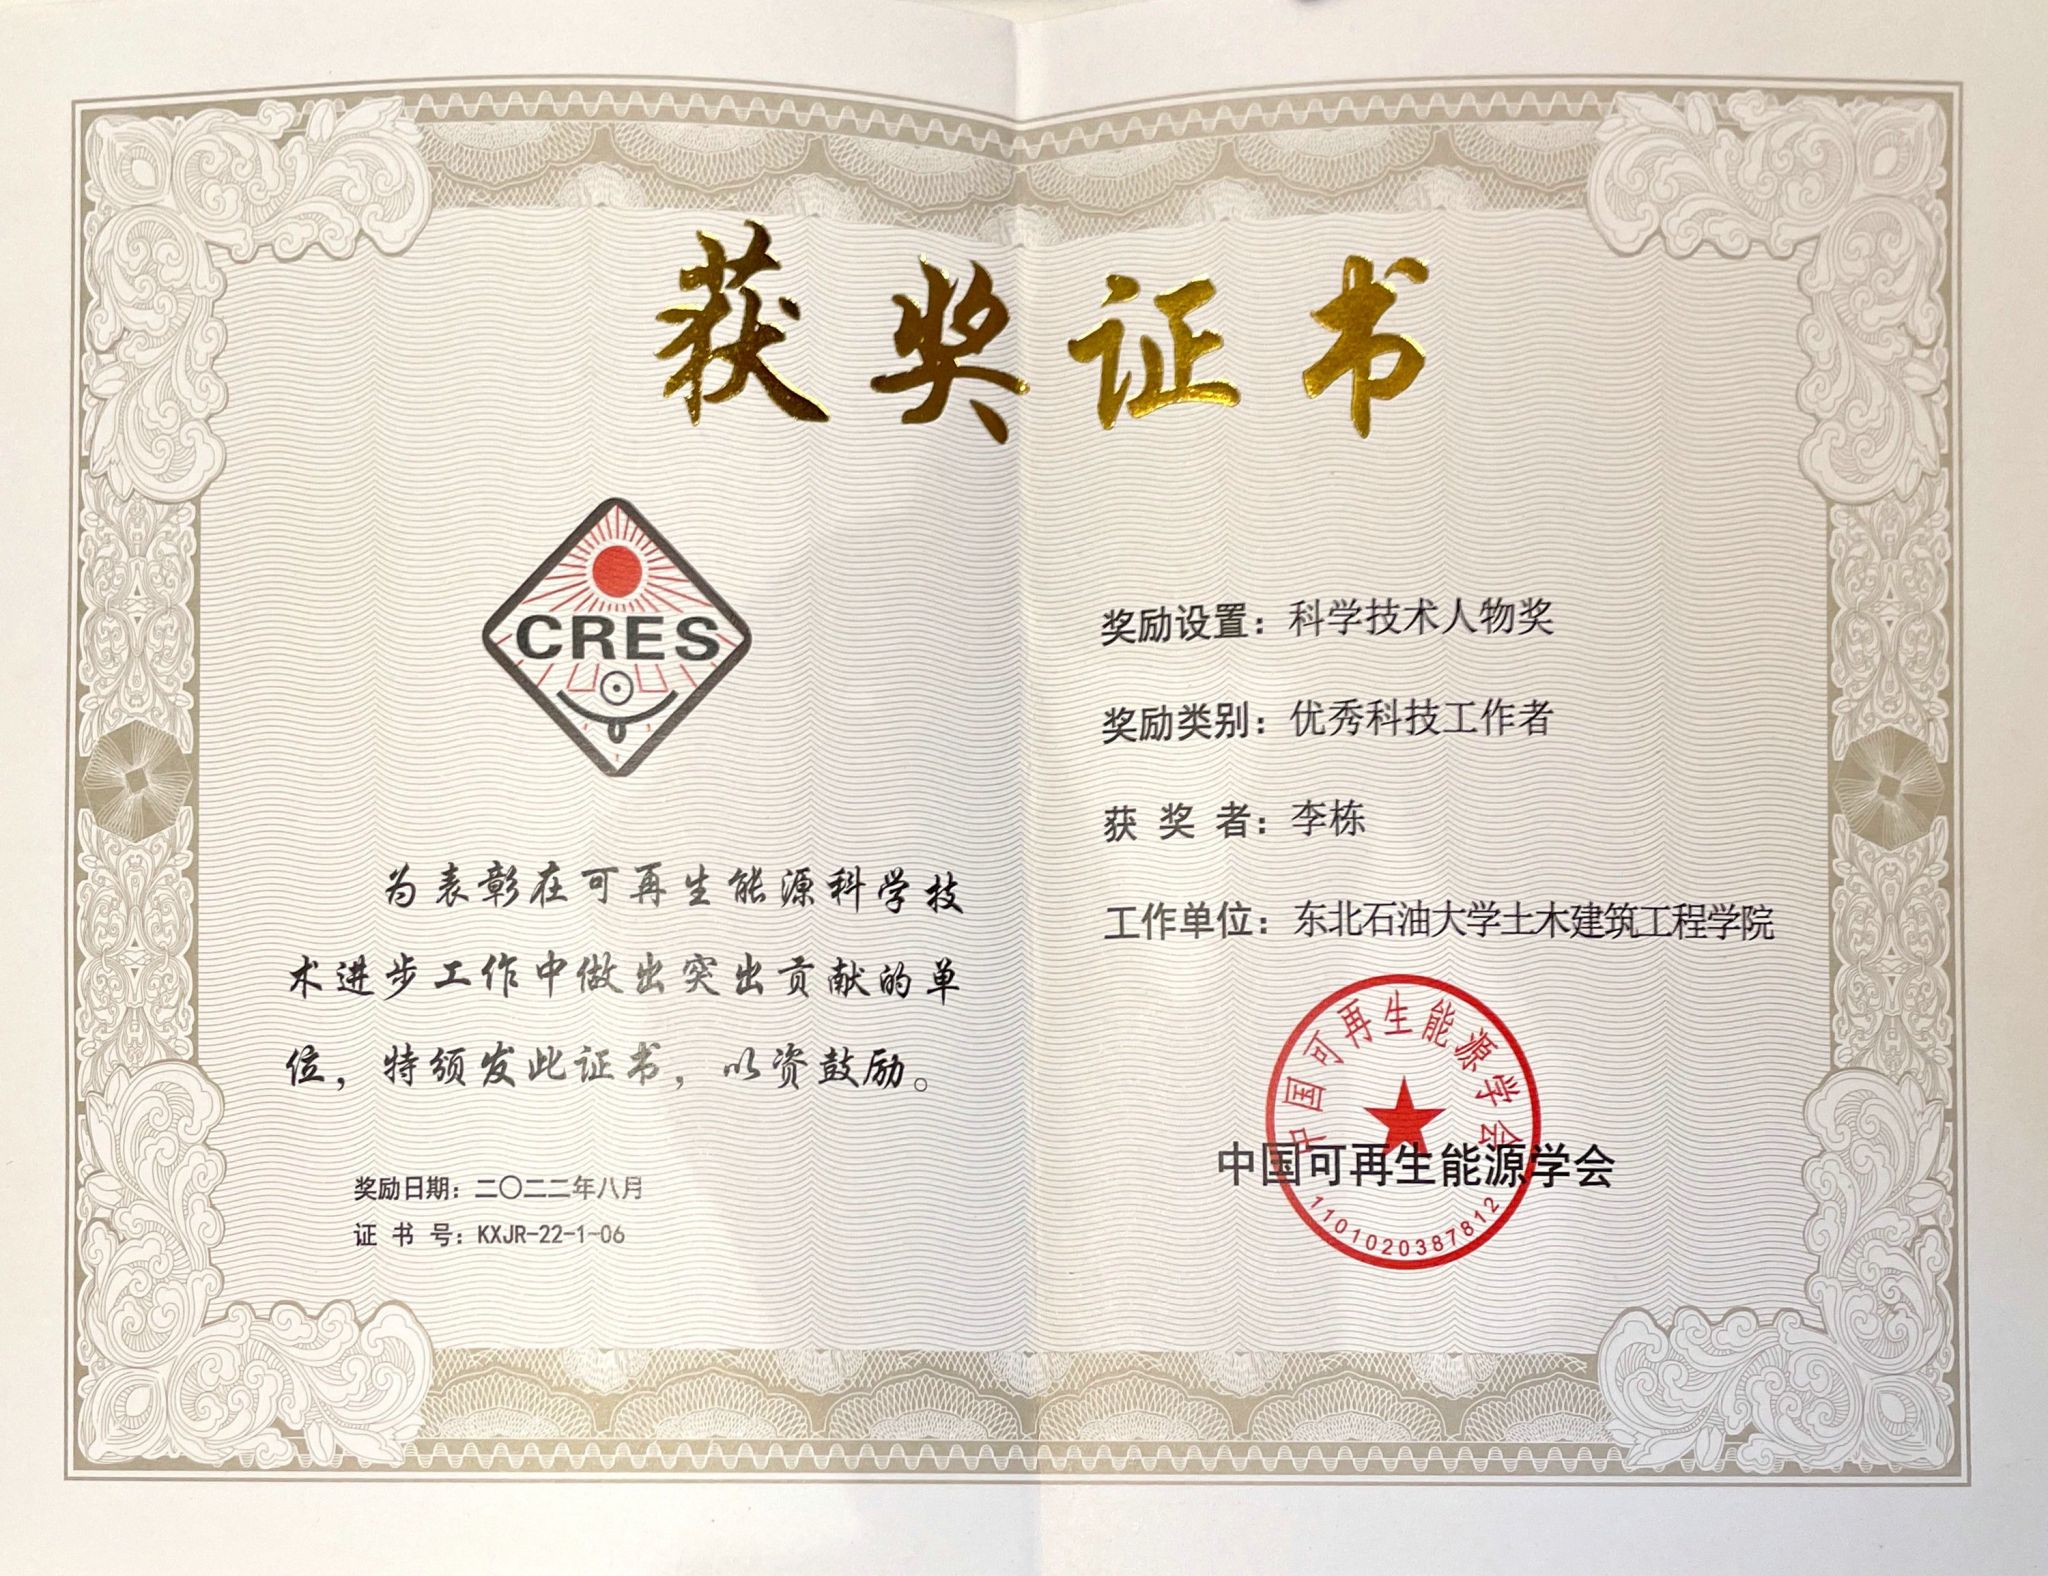 获奖证书
CRES
为表彰在可再生能源科学技
术进步工作中做出突出贡献的单
位，特颁发此证书，以资鼓励。
奖励日期：二〇二二年八月
证书号：KXJR-22-1-06
奖励设置：科学技术人物奖
奖励类别：优秀科技工作者
获奖者：李栋
工作单位：东北石油大学土木建筑工程学院
中国可再生能源学会
中国可再生能源学会
1101020387812